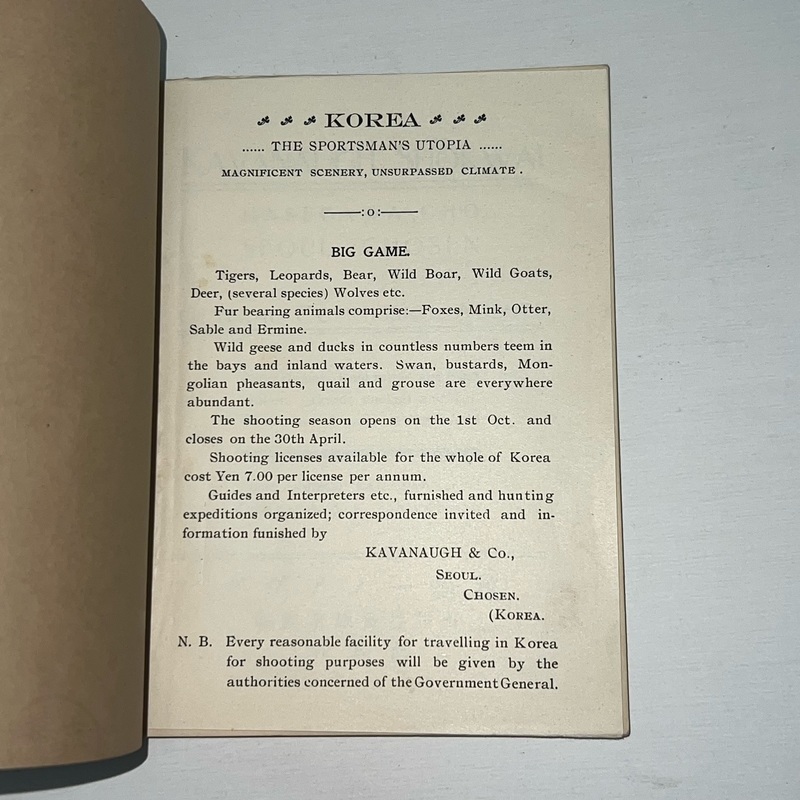 KOREA
...... THE SPORTSMAN'S UTOPIA ......
MAGNIFICENT SCENERY, UNSURPASSED CLIMATE.
:o:
BIG GAME.
Tigers, Leopards, Bear, Wild Boar, Wild Goats,
Deer, (several species) Wolves etc.
Fur bearing animals comprise:—Foxes, Mink, Otter,
Sable and Ermine.
Wild geese and ducks in countless numbers teem in
the bays and inland waters. Swan, bustards, Mon-
golian pheasants, quail and grouse are everywhere
abundant.
The shooting season opens on the 1st Oct. and
closes on the 30th April.
Shooting licenses available for the whole of Korea
cost Yen 7.00 per license per annum.
Guides and Interpreters etc., furnished and hunting
expeditions organized; correspondence invited and in-
formation funished by
KAVANAUGH & Co.,
SEOUL.
CHOSEN.
(KOREA.
N. B. Every reasonable facility for travelling in Korea
for shooting purposes will be given by the
authorities concerned of the Government General.